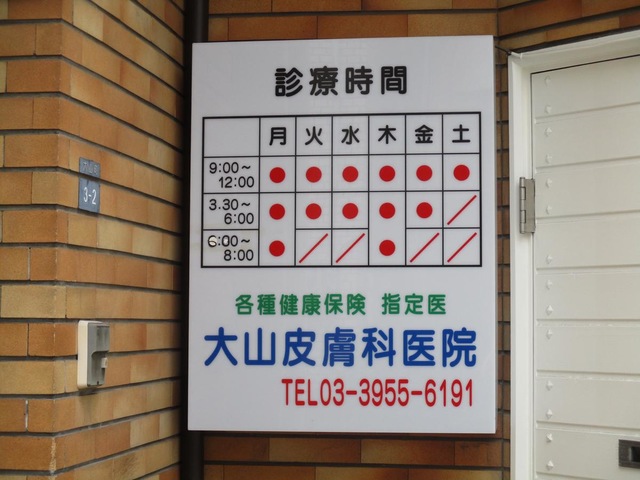 診療時間
月 火 水 木 金 土
9:00～ 12:00 ● ● ● ● ● ●
3.30～ 6:00 ● ● ● ● ● ／
6:00～ 8:00 ● ／ ／ ● ／ ／
各種健康保険 指定医
大山皮膚科医院
TEL03-3955-6191
3-2